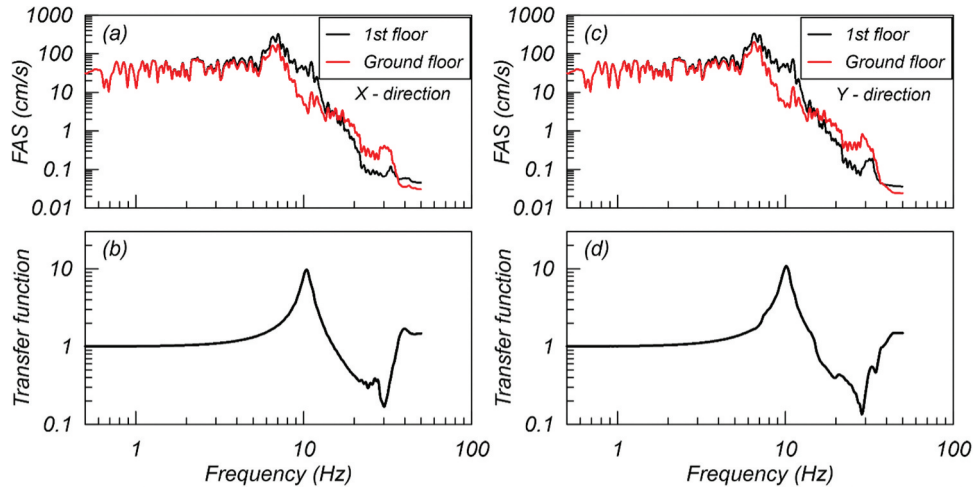 (a)
1st floor
Ground floor
X - direction
FAS (cm/s)
1000
100
10
1
0.1
0.01
(c)
1st floor
Ground floor
Y - direction
FAS (cm/s)
1000
100
10
1
0.1
0.01
(b)
Transfer function
10
1
0.1
1
10
100
Frequency (Hz)
(d)
Transfer function
10
1
0.1
1
10
100
Frequency (Hz)